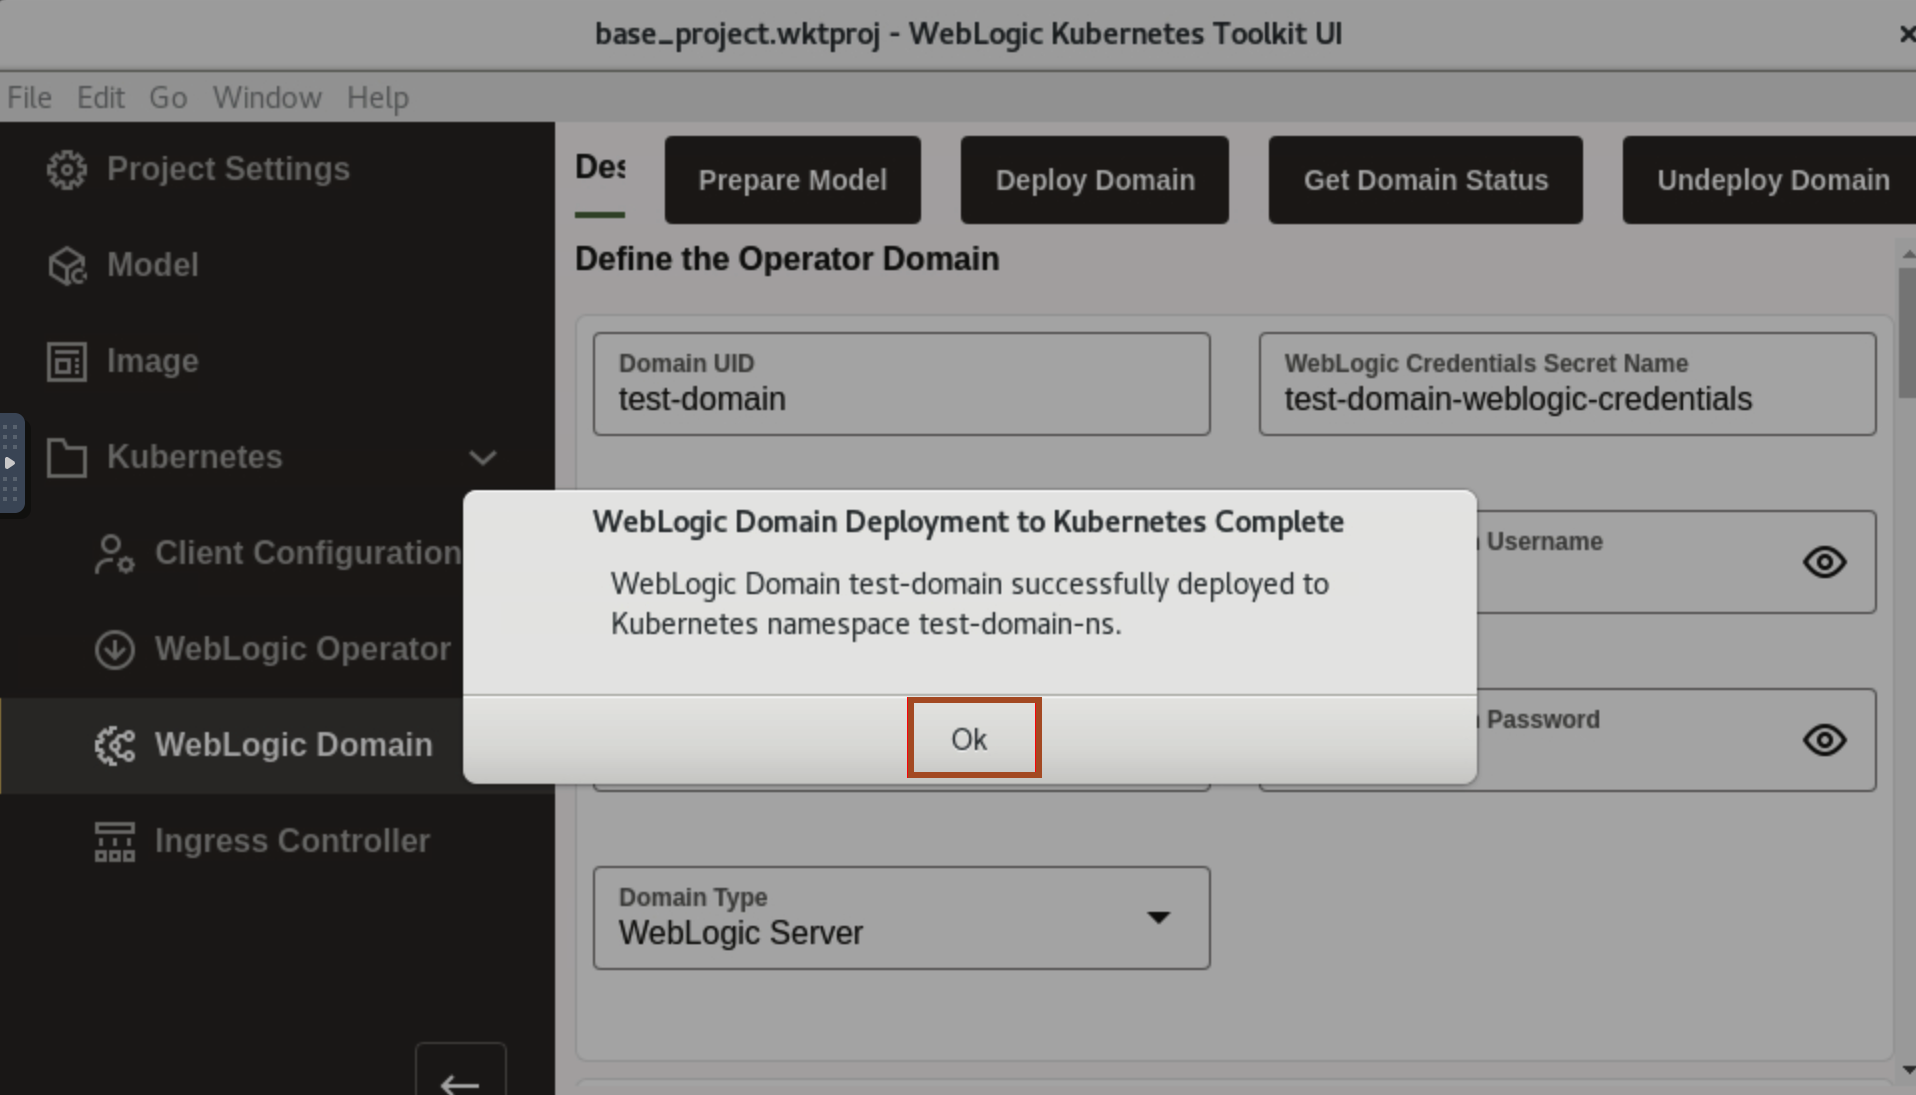 base_project.wktproj - WebLogic Kubernetes Toolkit UI
File Edit Go Window Help
Project Settings
Model
Image
Kubernetes
Client Configuration
WebLogic Operator
WebLogic Domain
Ingress Controller
Prepare Model
Deploy Domain
Get Domain Status
Undeploy Domain
Define the Operator Domain
Domain UID
test-domain
WebLogic Credentials Secret Name
test-domain-weblogic-credentials
Username
Password
Domain Type
WebLogic Server
WebLogic Domain Deployment to Kubernetes Complete
WebLogic Domain test-domain successfully deployed to
Kubernetes namespace test-domain-ns.
Ok